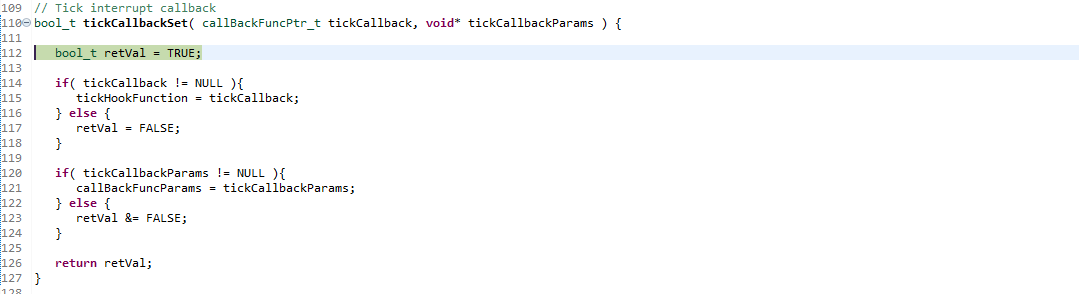 109 // Tick interrupt callback
110 bool_t tickCallbackSet( callBackFuncPtr_t tickCallback, void* tickCallbackParams ) {
111
112    bool_t retVal = TRUE;
113
114    if( tickCallback != NULL ){
115       tickHookFunction = tickCallback;
116    } else {
117       retVal = FALSE;
118    }
119
120    if( tickCallbackParams != NULL ){
121       callBackFuncParams = tickCallbackParams;
122    } else {
123       retVal &= FALSE;
124    }
125
126    return retVal;
127 }
128